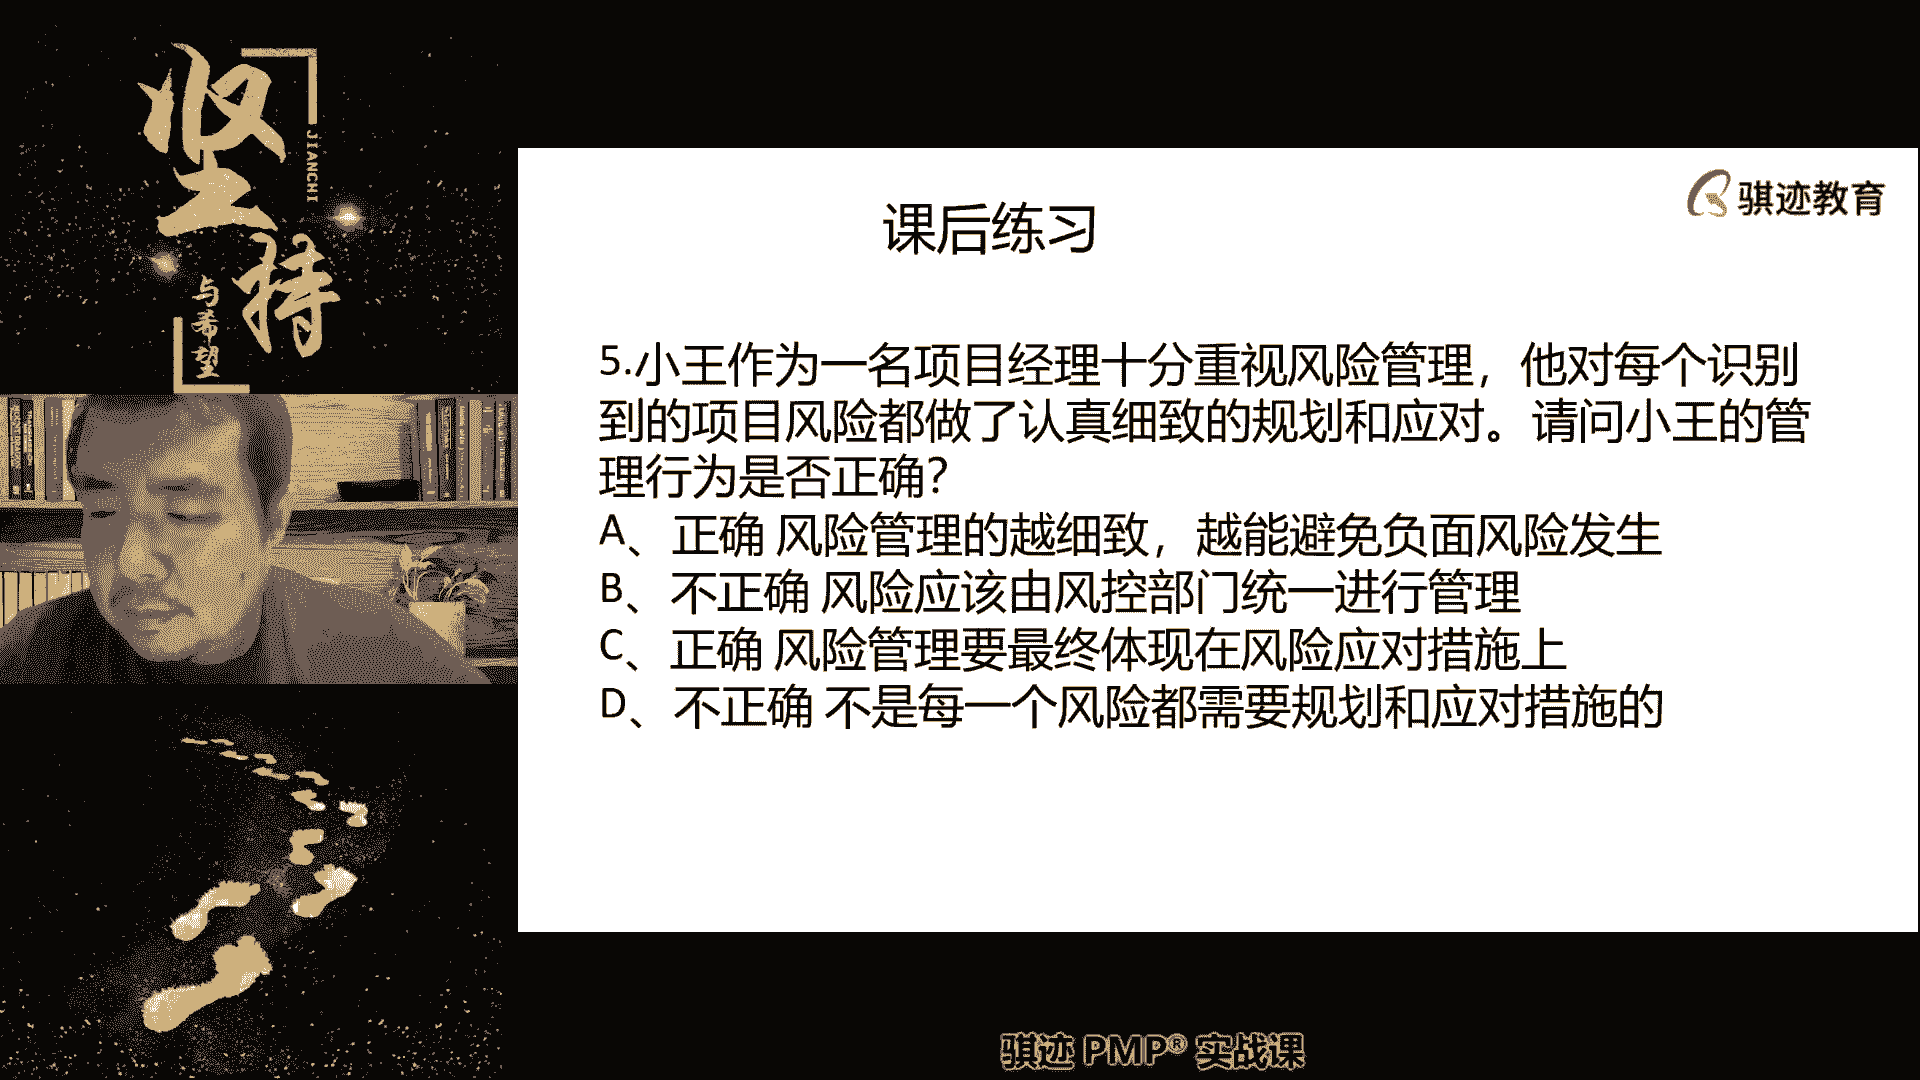 坚持
JIANCHI
与希望
骐迹教育
课后练习
5.小王作为一名项目经理十分重视风险管理，他对每个识别
到的项目风险都做了认真细致的规划和应对。请问小王的管
理行为是否正确？
A、正确 风险管理的越细致，越能避免负面风险发生
B、不正确 风险应该由风控部门统一进行管理
C、正确 风险管理要最终体现在风险应对措施上
D、不正确 不是每一个风险都需要规划和应对措施的
骐迹 PMP® 实战课